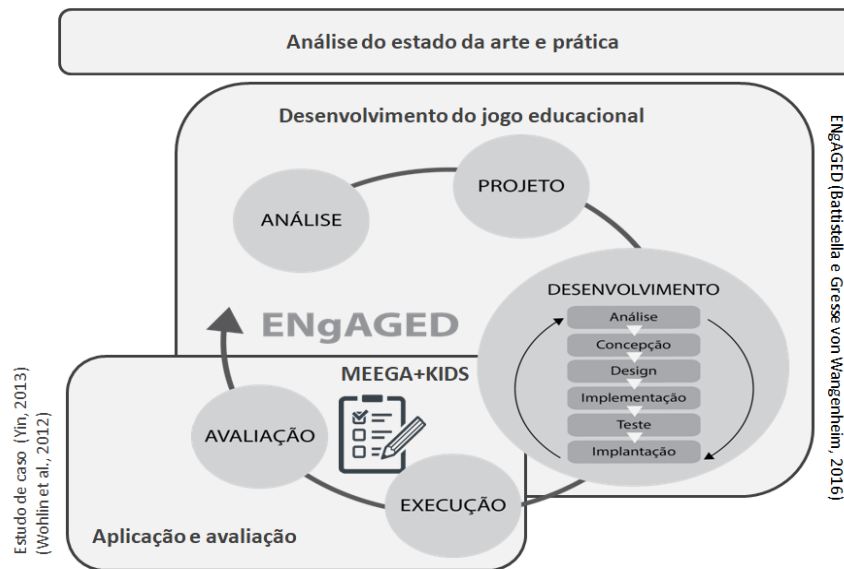 Análise do estado da arte e prática
Desenvolvimento do jogo educacional
PROJETO
ANÁLISE
DESENVOLVIMENTO
Análise
Concepção
Design
Implementação
Teste
Implantação
ENgAGED
MEEGA+KIDS
AVALIAÇÃO
EXECUÇÃO
Aplicação e avaliação
Estudo de caso (Yin, 2013)
(Wohlin et al., 2012)
ENgAGED (Battistella e Gresse von Wangenheim, 2016)